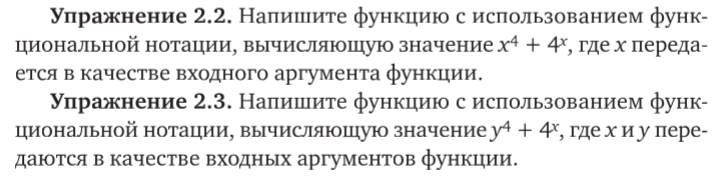 Упражнение 2.2. Напишите функцию с использованием функ-
циональной нотации, вычисляющую значение x⁴ + 4ˣ, где x переда-
ется в качестве входного аргумента функции.
Упражнение 2.3. Напишите функцию с использованием функ-
циональной нотации, вычисляющую значение y⁴ + 4ˣ, где x и y пере-
даются в качестве входных аргументов функции.